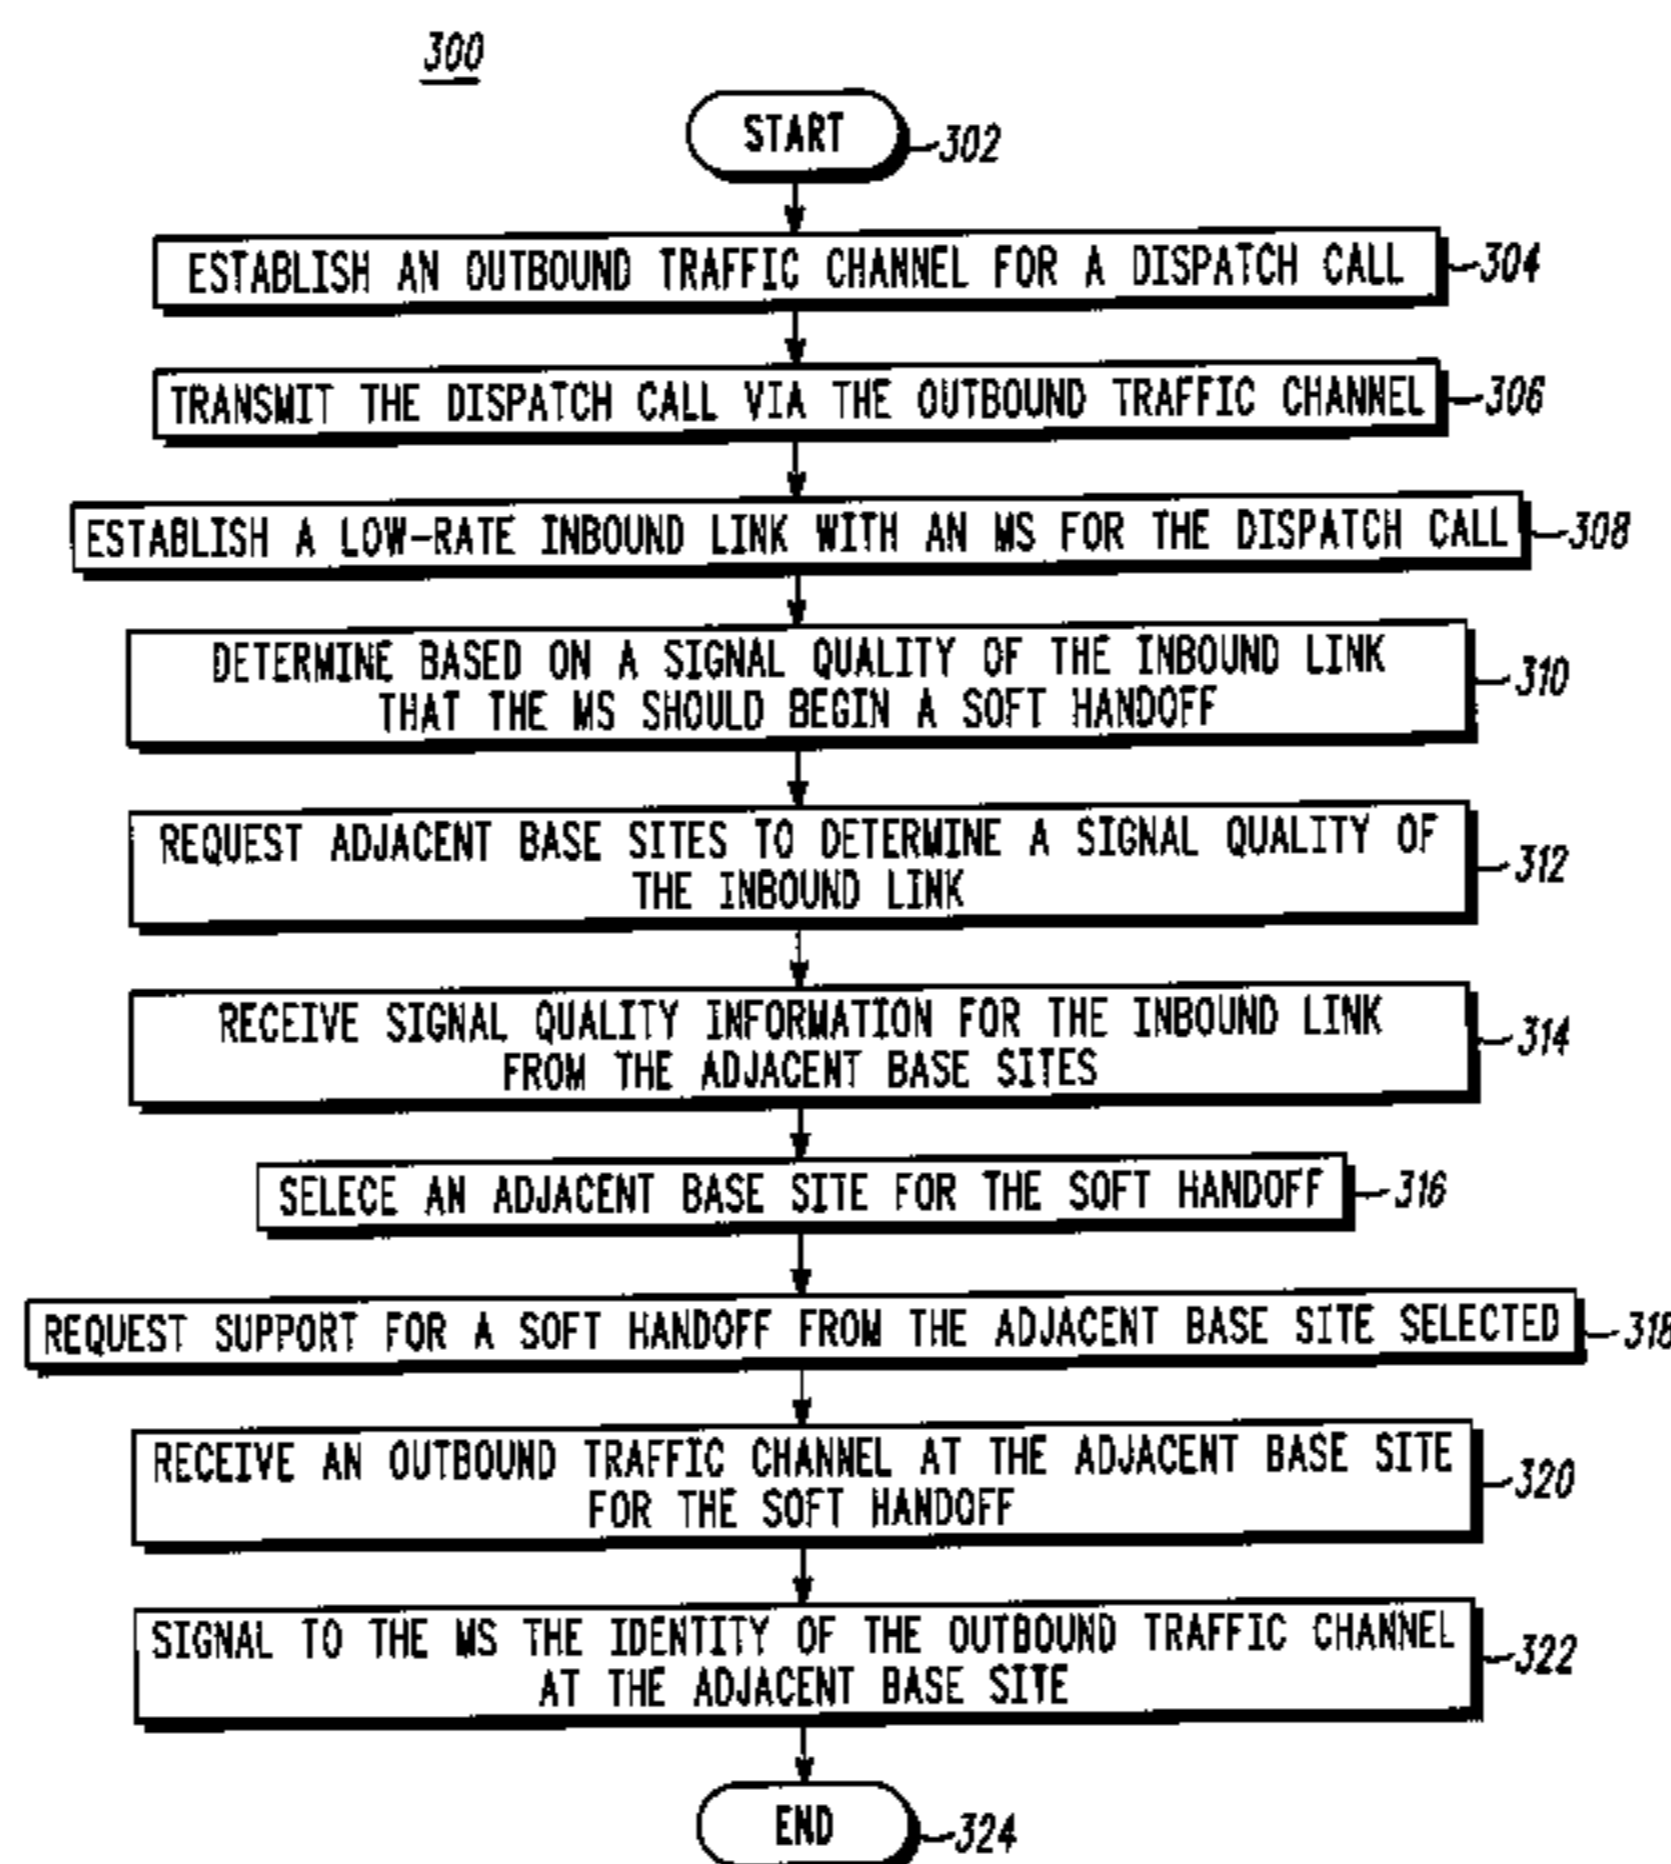 300
START
302
ESTABLISH AN OUTBOUND TRAFFIC CHANNEL FOR A DISPATCH CALL
304
TRANSMIT THE DISPATCH CALL VIA THE OUTBOUND TRAFFIC CHANNEL
306
ESTABLISH A LOW-RATE INBOUND LINK WITH AN MS FOR THE DISPATCH CALL
308
DETERMINE BASED ON A SIGNAL QUALITY OF THE INBOUND LINK
THAT THE MS SHOULD BEGIN A SOFT HANDOFF
310
REQUEST ADJACENT BASE SITES TO DETERMINE A SIGNAL QUALITY OF
THE INBOUND LINK
312
RECEIVE SIGNAL QUALITY INFORMATION FOR THE INBOUND LINK
FROM THE ADJACENT BASE SITES
314
SELECE AN ADJACENT BASE SITE FOR THE SOFT HANDOFF
316
REQUEST SUPPORT FOR A SOFT HANDOFF FROM THE ADJACENT BASE SITE SELECTED
318
RECEIVE AN OUTBOUND TRAFFIC CHANNEL AT THE ADJACENT BASE SITE
FOR THE SOFT HANDOFF
320
SIGNAL TO THE MS THE IDENTITY OF THE OUTBOUND TRAFFIC CHANNEL
AT THE ADJACENT BASE SITE
322
END
324